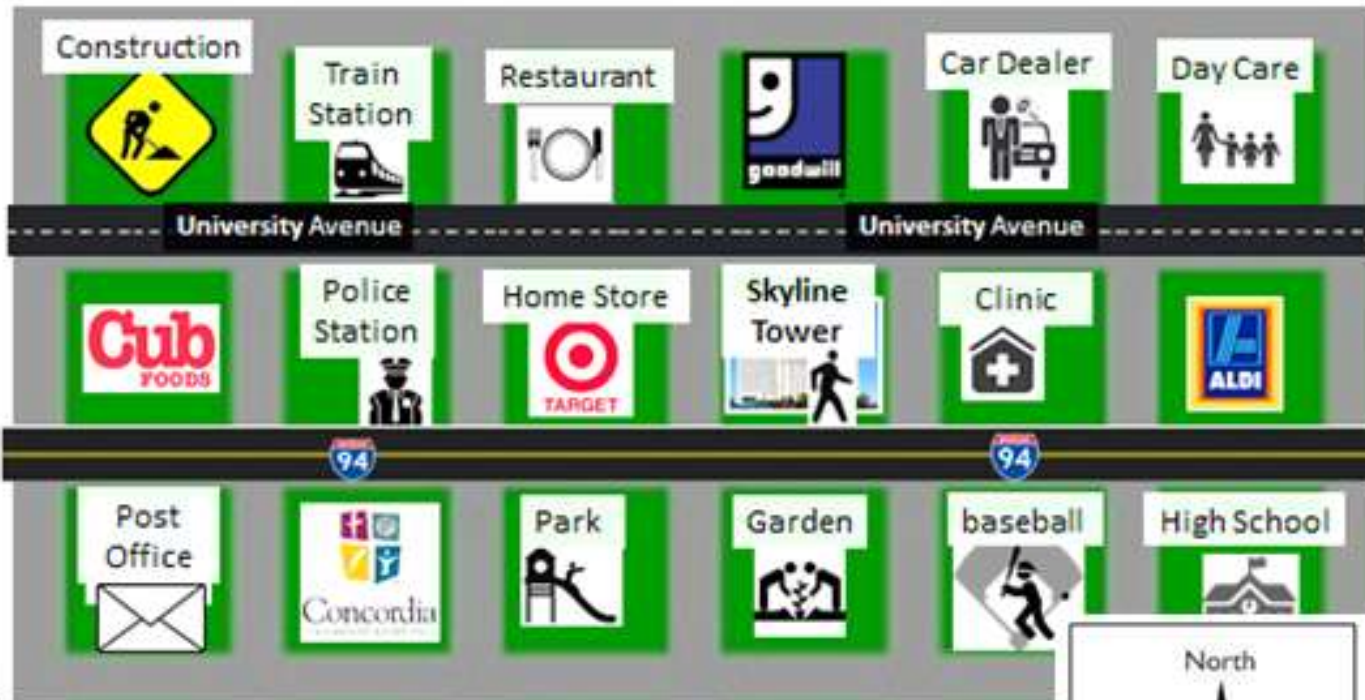 Construction
Train
Station
Restaurant
goodwill
Car Dealer
Day Care
University Avenue
University Avenue
Cub
FOODS
Police
Station
Home Store
TARGET
Skyline
Tower
Clinic
ALDI
94
94
Post
Office
Concordia
Park
Garden
baseball
High School
North